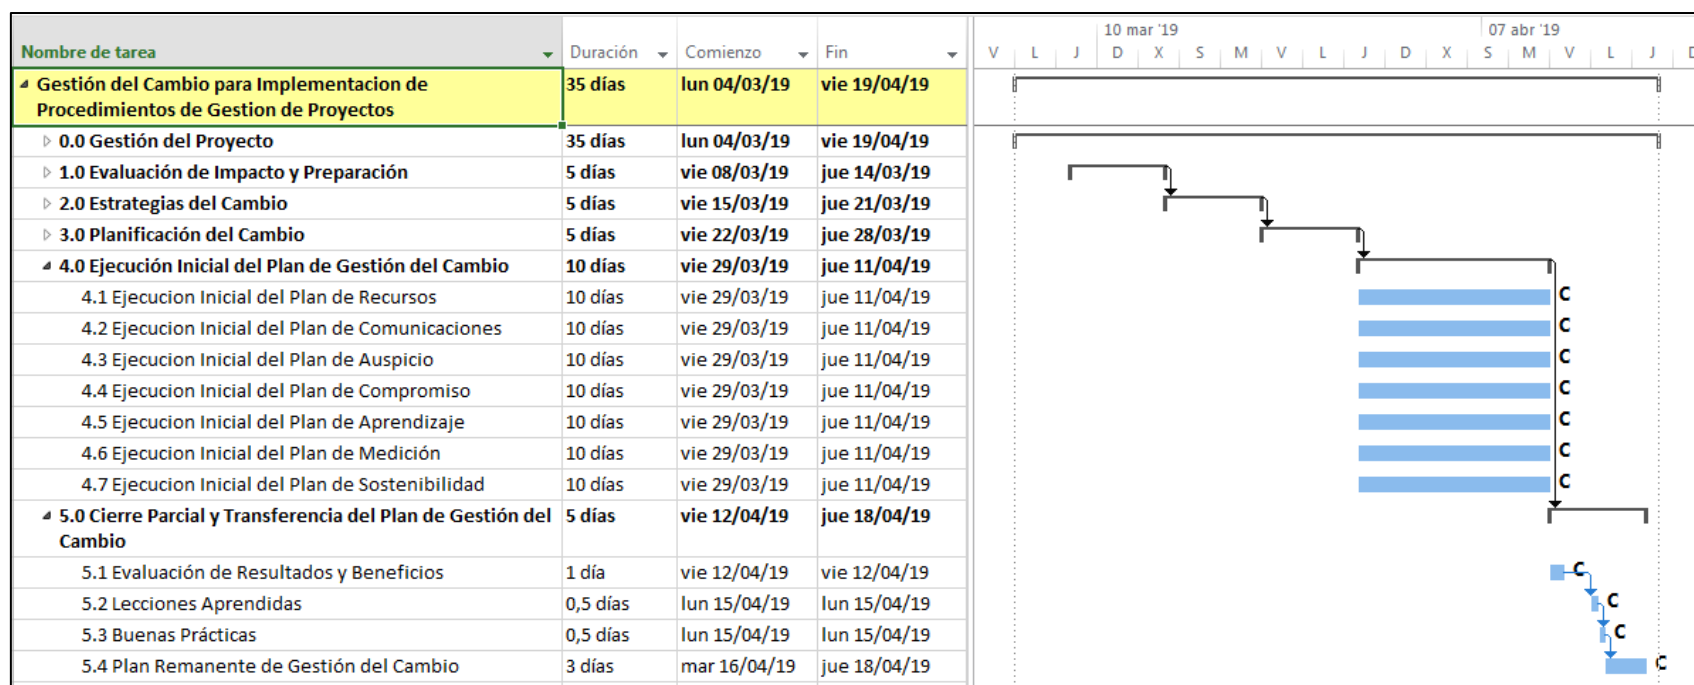 10 mar '19 07 abr '19
Nombre de tarea Duración Comienzo Fin V L J D X S M V L J D X S M V L J D
Gestión del Cambio para Implementacion de 35 días lun 04/03/19 vie 19/04/19
Procedimientos de Gestion de Proyectos
0.0 Gestión del Proyecto 35 días lun 04/03/19 vie 19/04/19
1.0 Evaluación de Impacto y Preparación 5 días vie 08/03/19 jue 14/03/19
2.0 Estrategias del Cambio 5 días vie 15/03/19 jue 21/03/19
3.0 Planificación del Cambio 5 días vie 22/03/19 jue 28/03/19
4.0 Ejecución Inicial del Plan de Gestión del Cambio 10 días vie 29/03/19 jue 11/04/19
4.1 Ejecucion Inicial del Plan de Recursos 10 días vie 29/03/19 jue 11/04/19 C
4.2 Ejecucion Inicial del Plan de Comunicaciones 10 días vie 29/03/19 jue 11/04/19 C
4.3 Ejecucion Inicial del Plan de Auspicio 10 días vie 29/03/19 jue 11/04/19 C
4.4 Ejecucion Inicial del Plan de Compromiso 10 días vie 29/03/19 jue 11/04/19 C
4.5 Ejecucion Inicial del Plan de Aprendizaje 10 días vie 29/03/19 jue 11/04/19 C
4.6 Ejecucion Inicial del Plan de Medición 10 días vie 29/03/19 jue 11/04/19 C
4.7 Ejecucion Inicial del Plan de Sostenibilidad 10 días vie 29/03/19 jue 11/04/19 C
5.0 Cierre Parcial y Transferencia del Plan de Gestión del 5 días vie 12/04/19 jue 18/04/19
Cambio
5.1 Evaluación de Resultados y Beneficios 1 día vie 12/04/19 vie 12/04/19 C
5.2 Lecciones Aprendidas 0,5 días lun 15/04/19 lun 15/04/19 C
5.3 Buenas Prácticas 0,5 días lun 15/04/19 lun 15/04/19 C
5.4 Plan Remanente de Gestión del Cambio 3 días mar 16/04/19 jue 18/04/19 C